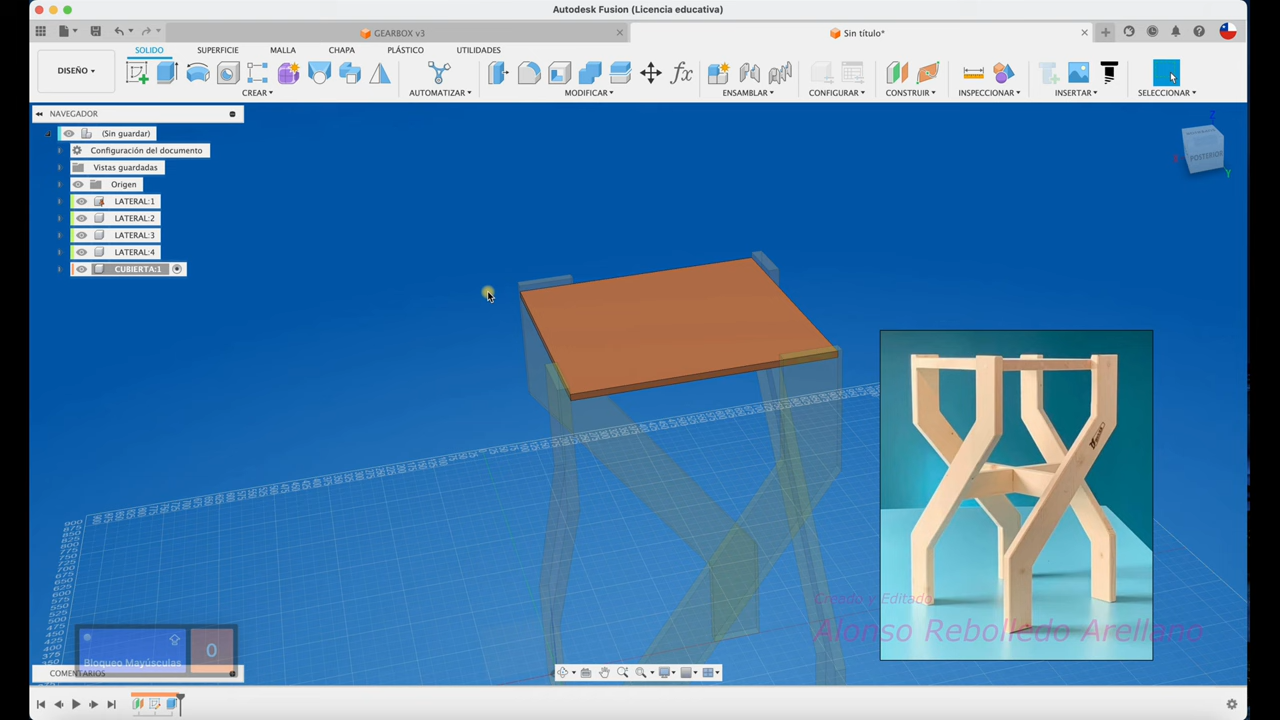 Autodesk Fusion (Licencia educativa)
GEARBOX v3
Sin título*
SOLIDO SUPERFICIE MALLA CHAPA PLÁSTICO UTILIDADES
DISEÑO
CREAR AUTOMATIZAR MODIFICAR ENSAMBLAR CONFIGURAR CONSTRUIR INSPECCIONAR INSERTAR SELECCIONAR
NAVEGADOR
(Sin guardar)
Configuración del documento
Vistas guardadas
Origen
LATERAL:1
LATERAL:2
LATERAL:3
LATERAL:4
CUBIERTA:1
Z
POSTERIOR
X
Y
Creado y Editado
Alonso Rebolledo Arellano
0
Bloqueo Mayúsculas
COMENTARIOS